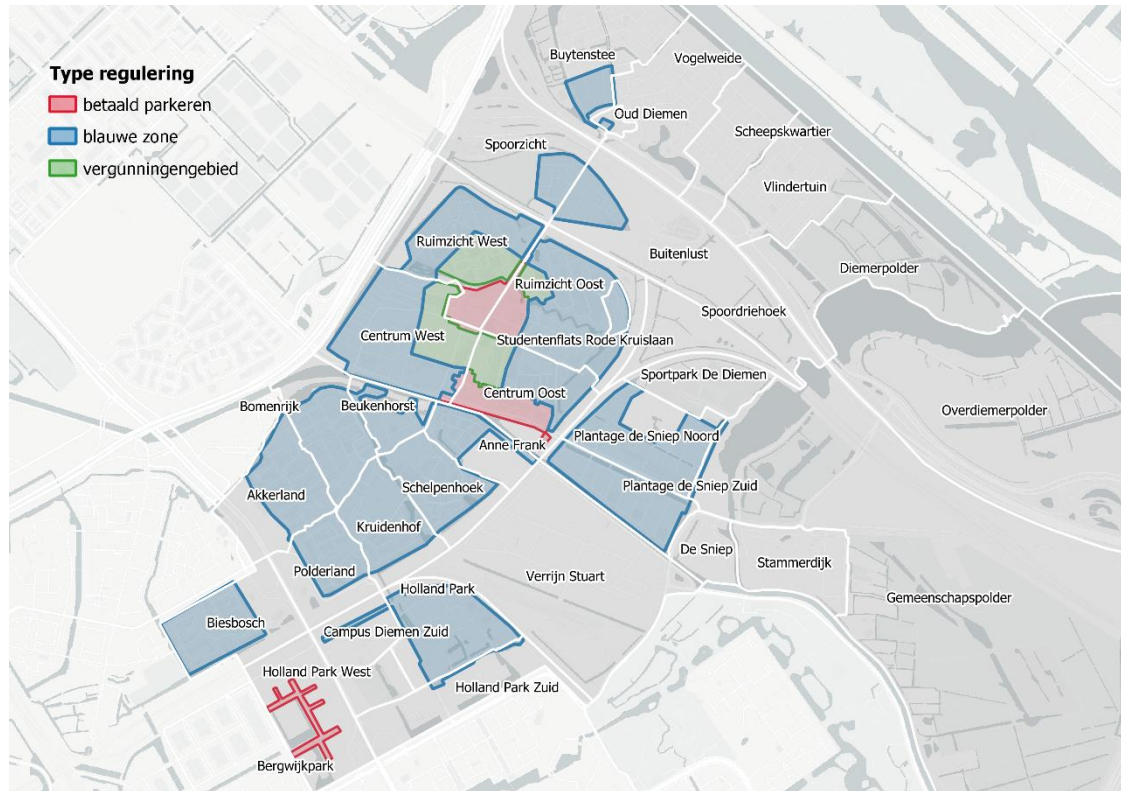 Type regulering
betaald parkeren
blauwe zone
vergunningengebied
Buytenstee
Vogelweide
Oud Diemen
Scheepskwartier
Spoorzicht
Vlindertuin
Ruimzicht West
Buitenlust
Diemerpolder
Ruimzicht Oost
Spoordriehoek
Centrum West
Studentenflats Rode Kruislaan
Sportpark De Diemen
Centrum Oost
Bomenrijk
Beukenhorst
Overdiemerpolder
Anne Frank
Plantage de Sniep Noord
Akkerland
Schelpenhoek
Plantage de Sniep Zuid
Kruidenhof
De Sniep
Stammerdijk
Polderland
Verrijn Stuart
Holland Park
Gemeenschapspolder
Biesbosch
Campus Diemen Zuid
Holland Park West
Holland Park Zuid
Bergwijkpark